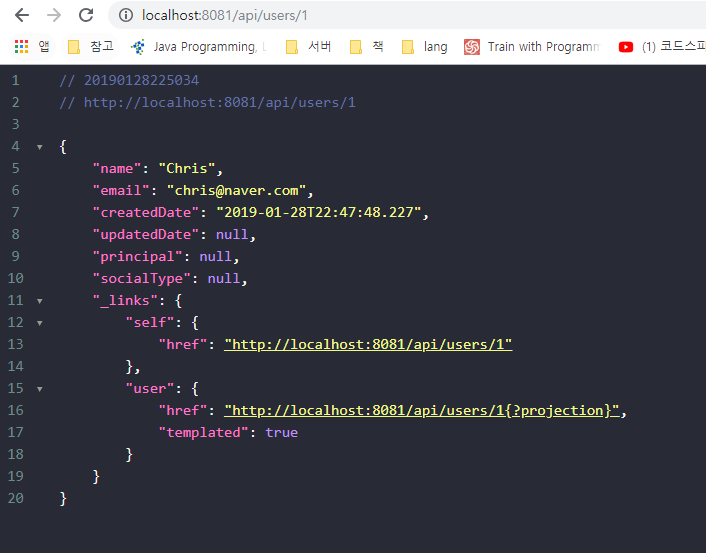 localhost:8081/api/users/1
앱 참고 Java Programming, 서버 책 lang Train with Programm (1) 코드스피
1 // 20190128225034
2 // http://localhost:8081/api/users/1
3
4 {
5 "name": "Chris",
6 "email": "chris@naver.com",
7 "createdDate": "2019-01-28T22:47:48.227",
8 "updatedDate": null,
9 "principal": null,
10 "socialType": null,
11 "_links": {
12 "self": {
13 "href": "http://localhost:8081/api/users/1"
14 },
15 "user": {
16 "href": "http://localhost:8081/api/users/1{?projection}",
17 "templated": true
18 }
19 }
20 }